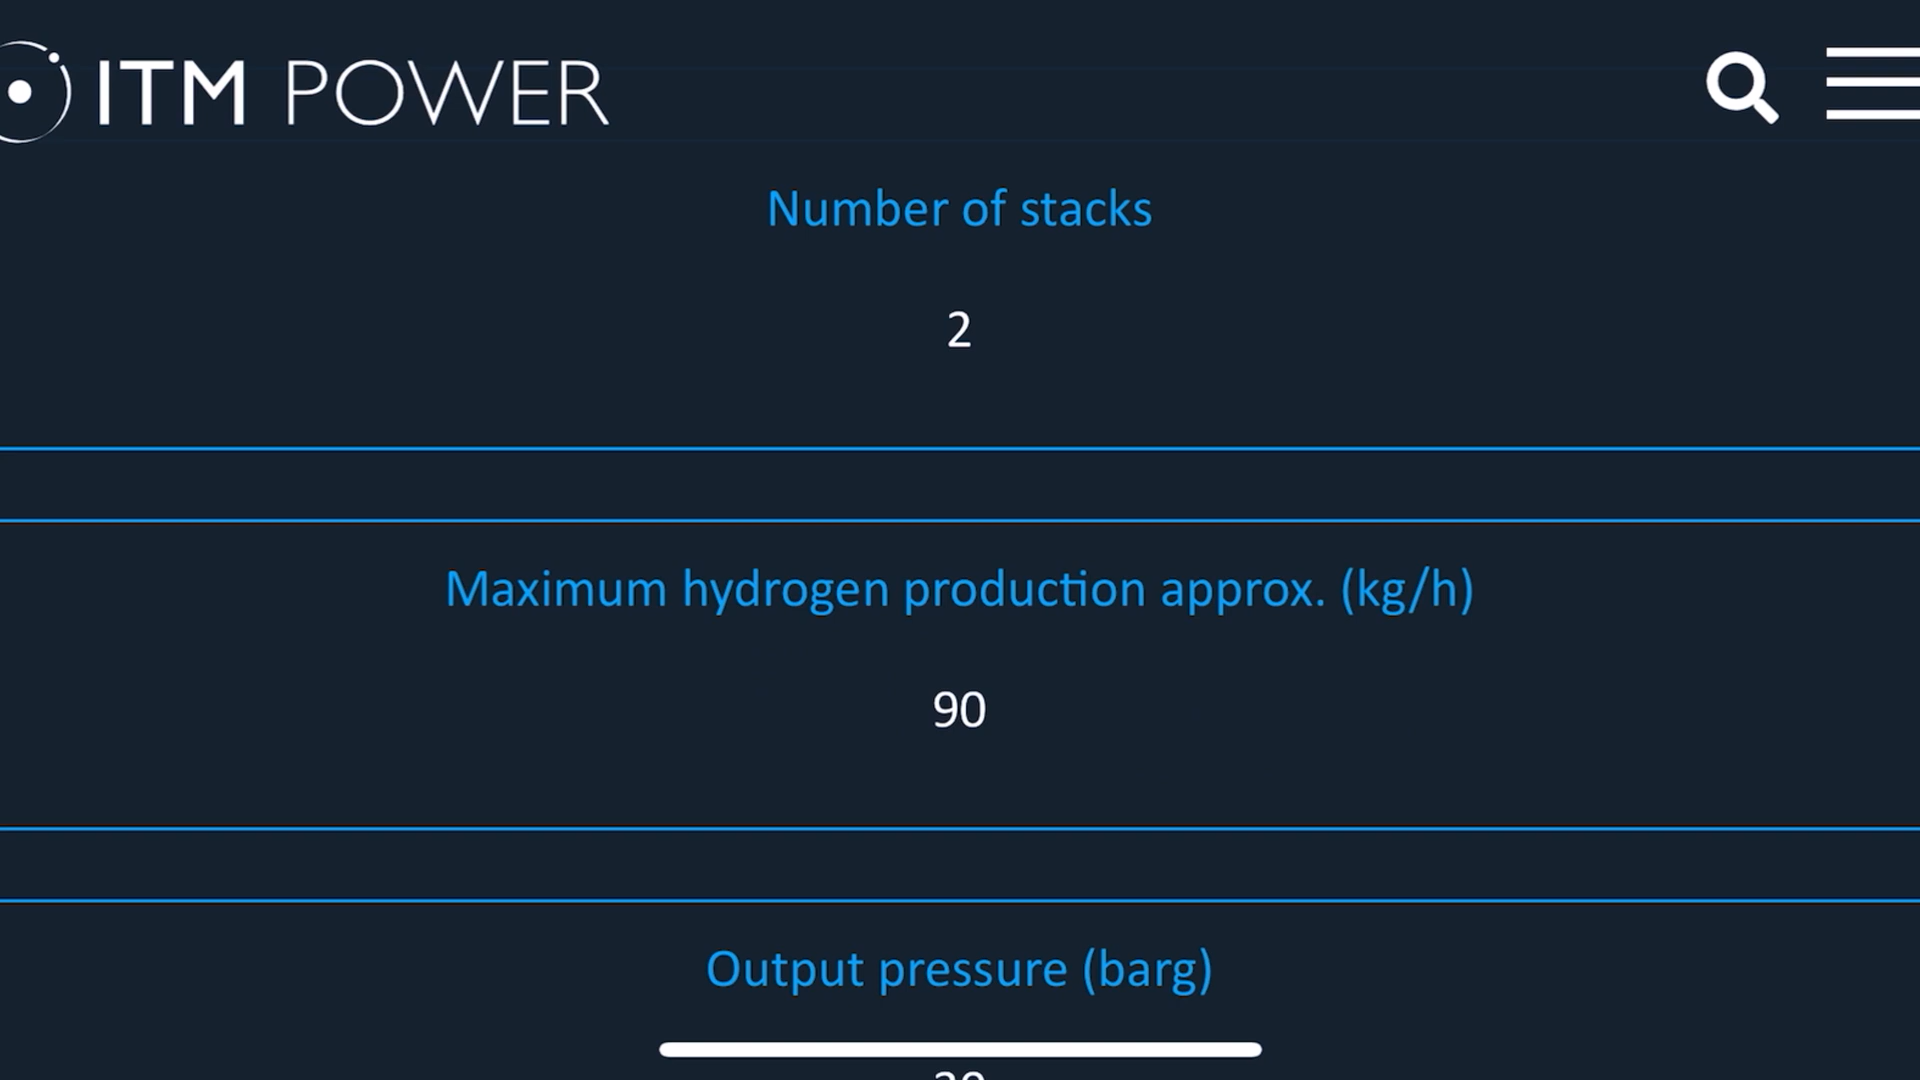 ITM POWER
Number of stacks
2
Maximum hydrogen production approx. (kg/h)
90
Output pressure (barg)